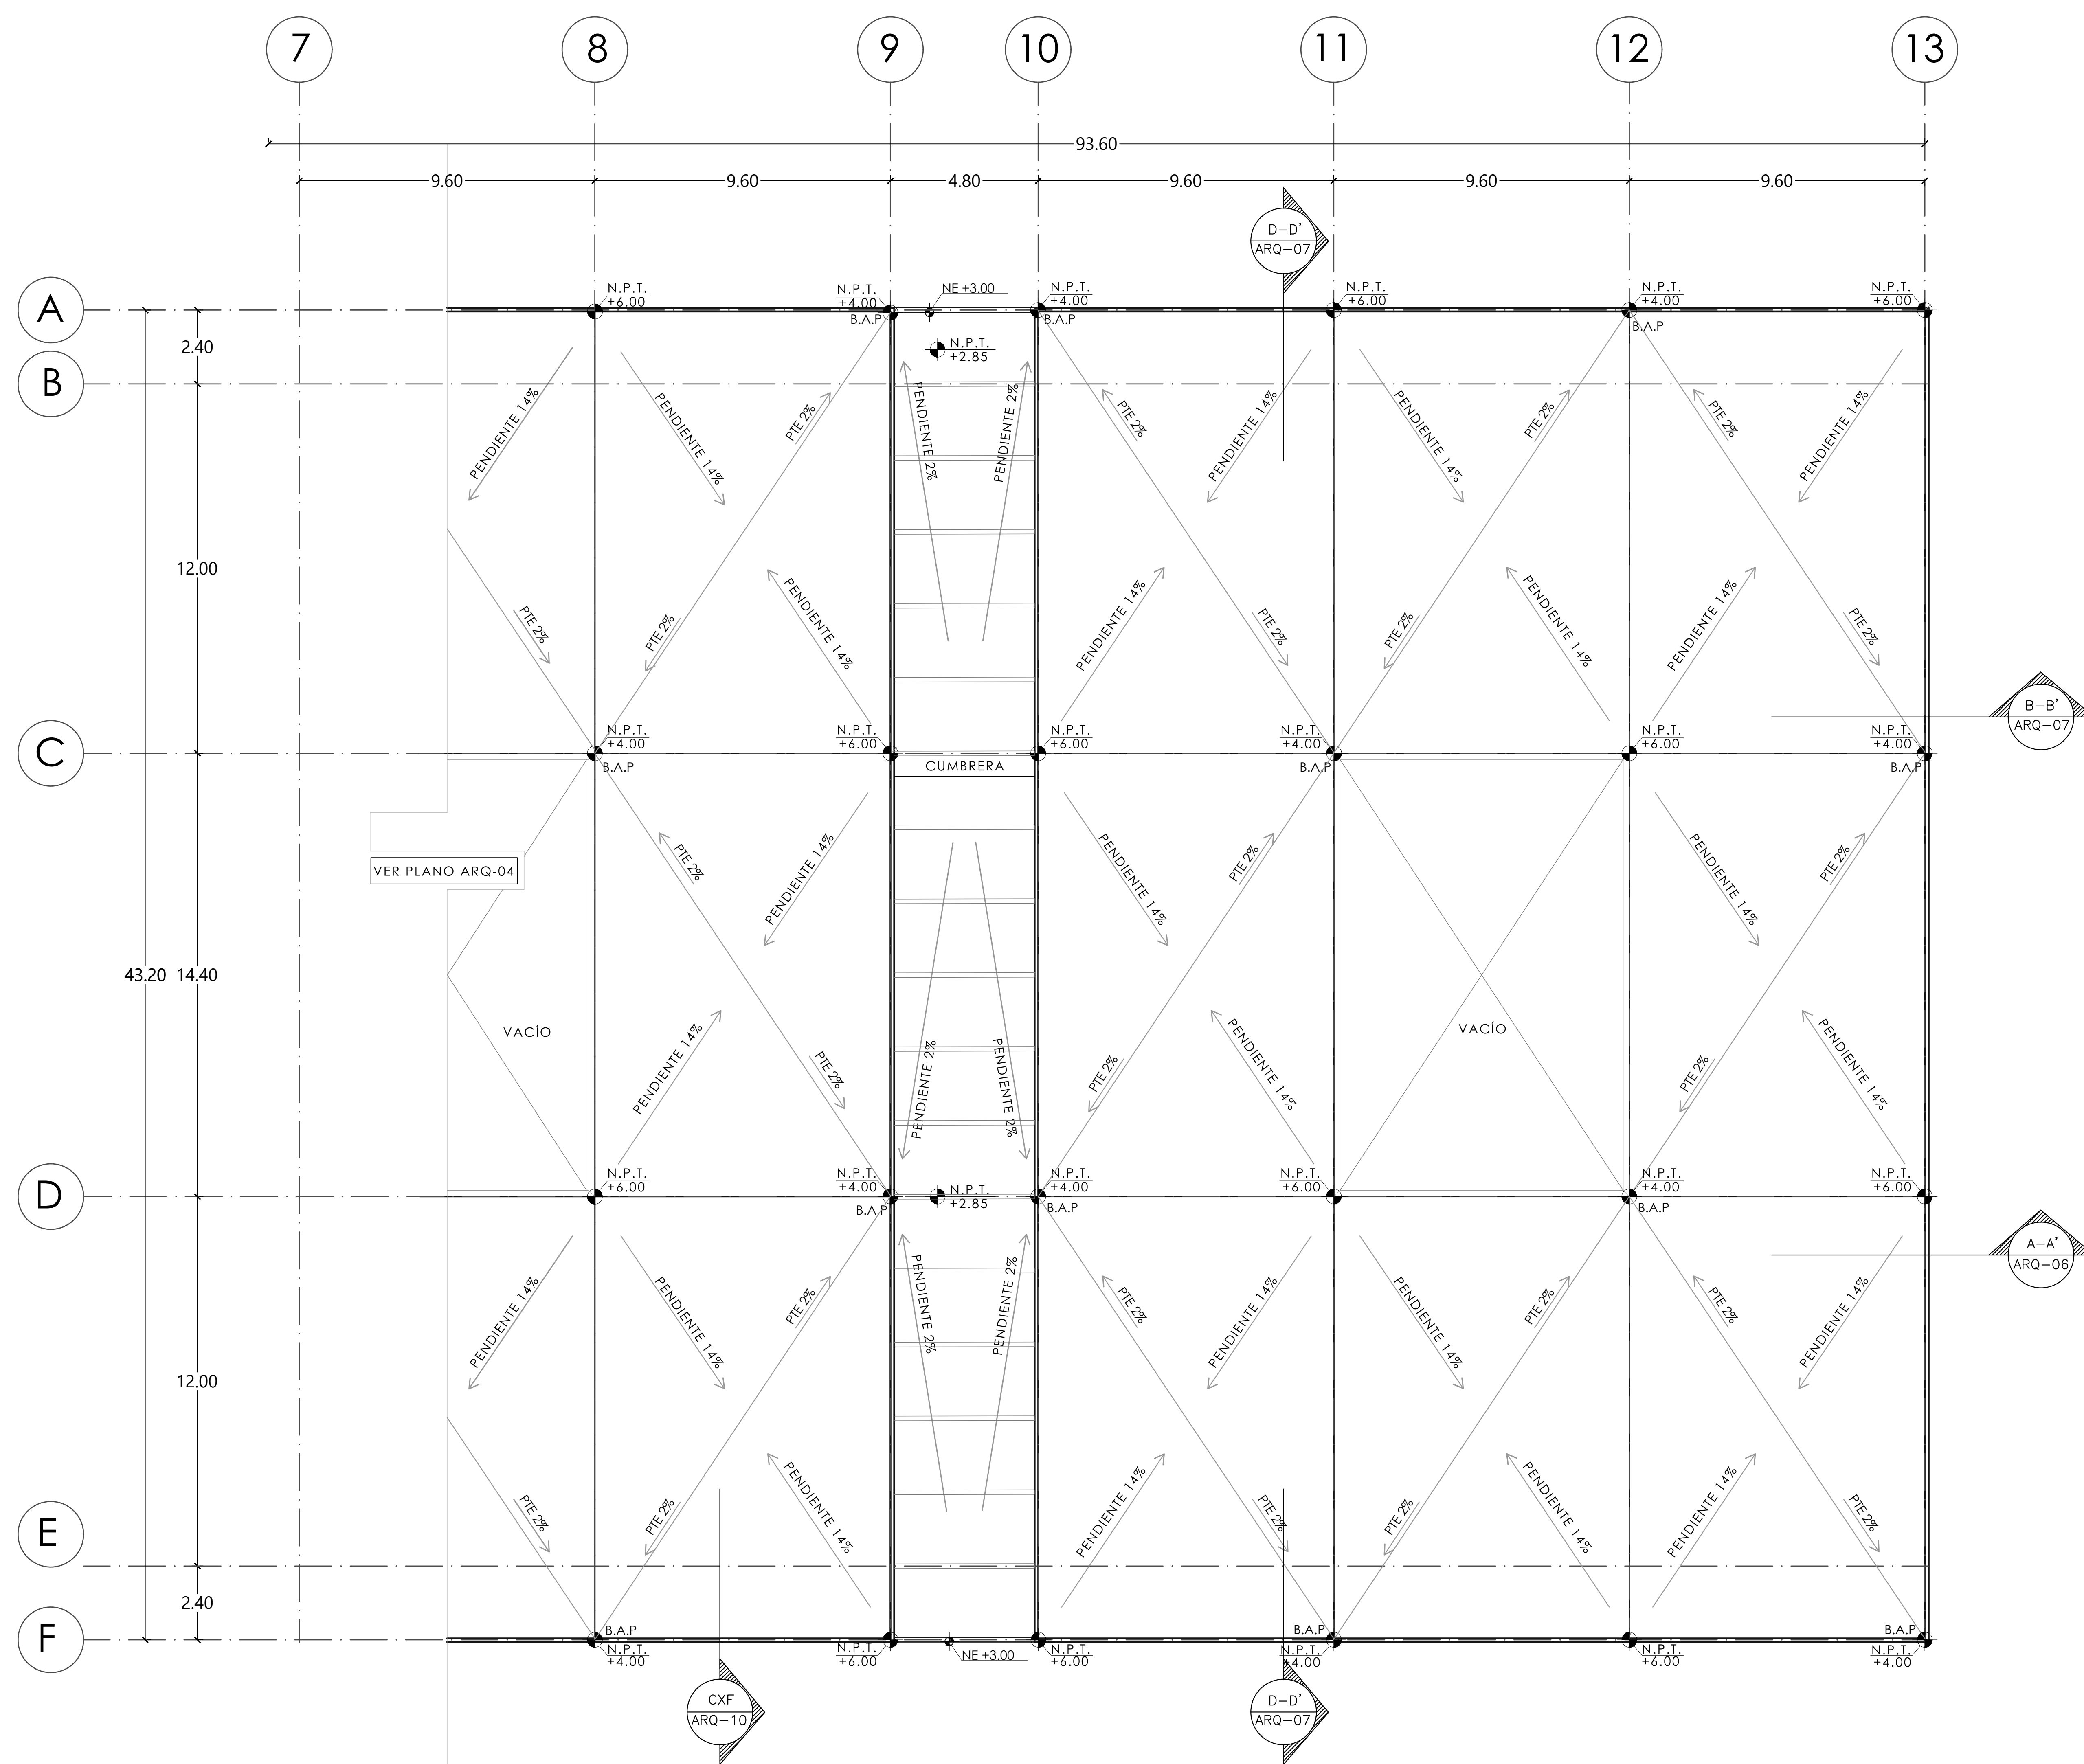 7 8 9 10 11 12 13
93.60
9.60 9.60 4.80 9.60 9.60 9.60
D-D'
ARQ-07
A
N.P.T. N.P.T. NE +3.00 N.P.T. N.P.T. N.P.T. N.P.T.
+6.00 +4.00 +4.00 +6.00 +4.00 +6.00
B.A.P B.A.P B.A.P
2.40
N.P.T.
+2.85
B
PENDIENTE 14% PENDIENTE 14% PTE 2% PENDIENTE 2% PENDIENTE 2% PTE 2% PENDIENTE 14% PENDIENTE 14% PTE 2% PTE 2% PENDIENTE 14%
12.00
PTE 2% PTE 2% PENDIENTE 14% PENDIENTE 14% PTE 2% PTE 2% PENDIENTE 14% PENDIENTE 14% PTE 2%
B-B'
ARQ-07
C
N.P.T. N.P.T. N.P.T. N.P.T. N.P.T. N.P.T.
+4.00 +6.00 +6.00 +4.00 +6.00 +4.00
B.A.P CUMBRERA B.A.P B.A.P
VER PLANO ARQ-04
PTE 2% PENDIENTE 14% PENDIENTE 14% PTE 2% PENDIENTE 14% PTE 2%
43.20 14.40
VACÍO VACÍO
PENDIENTE 14% PTE 2% PENDIENTE 2% PENDIENTE 2% PTE 2% PENDIENTE 14% PTE 2% PENDIENTE 14%
D
N.P.T. N.P.T. N.P.T. N.P.T. N.P.T. N.P.T. N.P.T.
+6.00 +4.00 +2.85 +4.00 +6.00 +4.00 +6.00
B.A.P B.A.P B.A.P
A-A'
ARQ-06
PENDIENTE 14% PENDIENTE 14% PTE 2% PENDIENTE 2% PENDIENTE 2% PTE 2% PENDIENTE 14% PENDIENTE 14% PTE 2% PTE 2% PENDIENTE 14%
12.00
PTE 2% PTE 2% PENDIENTE 14% PENDIENTE 14% PTE 2% PTE 2% PENDIENTE 14% PENDIENTE 14% PTE 2%
E
2.40
F
B.A.P B.A.P B.A.P
N.P.T. N.P.T. NE +3.00 N.P.T. N.P.T. N.P.T. N.P.T.
+4.00 +6.00 +6.00 +4.00 +6.00 +4.00
CXF D-D'
ARQ-10 ARQ-07